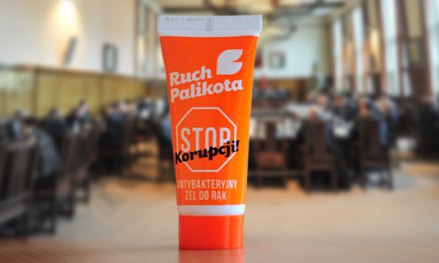 Ruch
Palikota
STOP
Korupcji!
ANTYBAKTERYJNY
ŻEL DO RĄK